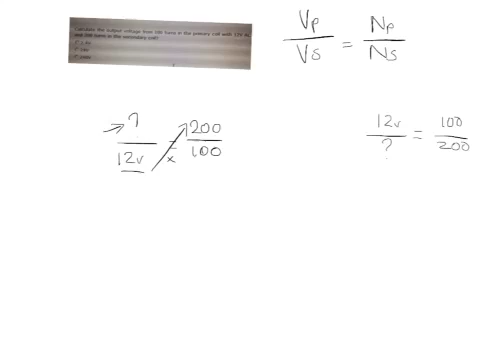 Calculate the output voltage from 100 turns in the primary coil with 12V AC
and 200 turns in the secondary coil?
Vp/Vs = Np/Ns
?/12v = 200/100
x
12v/? = 100/200